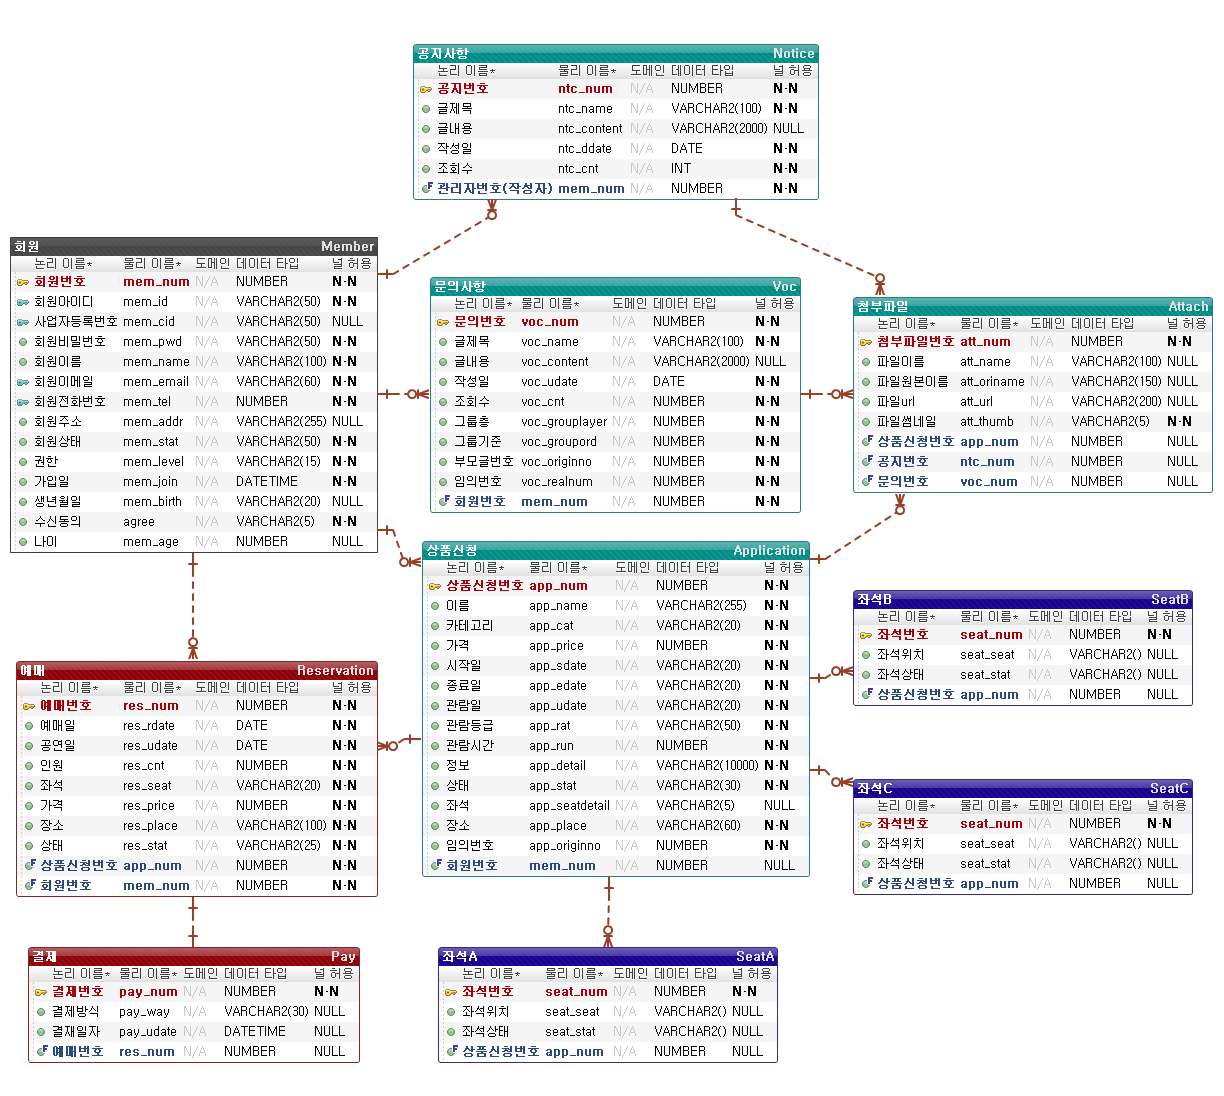 공지사항 Notice
논리 이름* 물리 이름* 도메인 데이터 타입 널 허용
공지번호 ntc_num N/A NUMBER N-N
글제목 ntc_name N/A VARCHAR2(100) N-N
글내용 ntc_content N/A VARCHAR2(2000) NULL
작성일 ntc_ddate N/A DATE N-N
조회수 ntc_cnt N/A INT N-N
관리자번호(작성자) mem_num N/A NUMBER N-N
회원 Member
논리 이름* 물리 이름* 도메인 데이터 타입 널 허용
회원번호 mem_num N/A NUMBER N-N
회원아이디 mem_id N/A VARCHAR2(50) N-N
사업자등록번호 mem_cid N/A VARCHAR2(50) NULL
회원비밀번호 mem_pwd N/A VARCHAR2(50) N-N
회원이름 mem_name N/A VARCHAR2(100) N-N
회원이메일 mem_email N/A VARCHAR2(60) N-N
회원전화번호 mem_tel N/A NUMBER N-N
회원주소 mem_addr N/A VARCHAR2(255) NULL
회원상태 mem_stat N/A VARCHAR2(50) N-N
권한 mem_level N/A VARCHAR2(15) N-N
가입일 mem_join N/A DATETIME N-N
생년월일 mem_birth N/A VARCHAR2(20) NULL
수신동의 agree N/A VARCHAR2(5) N-N
나이 mem_age N/A NUMBER NULL
문의사항 Voc
논리 이름* 물리 이름* 도메인 데이터 타입 널 허용
문의번호 voc_num N/A NUMBER N-N
글제목 voc_name N/A VARCHAR2(100) N-N
글내용 voc_content N/A VARCHAR2(2000) NULL
작성일 voc_udate N/A DATE N-N
조회수 voc_cnt N/A NUMBER N-N
그룹층 voc_grouplayer N/A NUMBER N-N
그룹기준 voc_groupord N/A NUMBER N-N
부모글번호 voc_originno N/A NUMBER N-N
임의번호 voc_realnum N/A NUMBER N-N
회원번호 mem_num N/A NUMBER N-N
첨부파일 Attach
논리 이름* 물리 이름* 도메인 데이터 타입 널 허용
첨부파일번호 att_num N/A NUMBER N-N
파일이름 att_name N/A VARCHAR2(100) NULL
파일원본이름 att_oriname N/A VARCHAR2(150) NULL
파일url att_url N/A VARCHAR2(200) NULL
파일썸네일 att_thumb N/A VARCHAR2(5) N-N
상품신청번호 app_num N/A NUMBER NULL
공지번호 ntc_num N/A NUMBER NULL
문의번호 voc_num N/A NUMBER NULL
상품신청 Application
논리 이름* 물리 이름* 도메인 데이터 타입 널 허용
상품신청번호 app_num N/A NUMBER N-N
이름 app_name N/A VARCHAR2(255) N-N
카테고리 app_cat N/A VARCHAR2(20) N-N
가격 app_price N/A NUMBER N-N
시작일 app_sdate N/A VARCHAR2(20) N-N
종료일 app_edate N/A VARCHAR2(20) N-N
관람일 app_udate N/A VARCHAR2(20) N-N
관람등급 app_rat N/A VARCHAR2(50) N-N
관람시간 app_run N/A NUMBER N-N
정보 app_detail N/A VARCHAR2(10000) N-N
상태 app_stat N/A VARCHAR2(30) N-N
좌석 app_seatdetail N/A VARCHAR2(5) NULL
장소 app_place N/A VARCHAR2(60) N-N
임의번호 app_originno N/A NUMBER N-N
회원번호 mem_num N/A NUMBER NULL
좌석B SeatB
논리 이름* 물리 이름* 도메인 데이터 타입 널 허용
좌석번호 seat_num N/A NUMBER N-N
좌석위치 seat_seat N/A VARCHAR2() NULL
좌석상태 seat_stat N/A VARCHAR2() NULL
상품신청번호 app_num N/A NUMBER NULL
예매 Reservation
논리 이름* 물리 이름* 도메인 데이터 타입 널 허용
예매번호 res_num N/A NUMBER N-N
예매일 res_rdate N/A DATE N-N
공연일 res_udate N/A DATE N-N
인원 res_cnt N/A NUMBER N-N
좌석 res_seat N/A VARCHAR2(20) N-N
가격 res_price N/A NUMBER N-N
장소 res_place N/A VARCHAR2(100) N-N
상태 res_stat N/A VARCHAR2(25) N-N
상품신청번호 app_num N/A NUMBER N-N
회원번호 mem_num N/A NUMBER N-N
좌석C SeatC
논리 이름* 물리 이름* 도메인 데이터 타입 널 허용
좌석번호 seat_num N/A NUMBER N-N
좌석위치 seat_seat N/A VARCHAR2() NULL
좌석상태 seat_stat N/A VARCHAR2() NULL
상품신청번호 app_num N/A NUMBER NULL
결제 Pay
논리 이름* 물리 이름* 도메인 데이터 타입 널 허용
결제번호 pay_num N/A NUMBER N-N
결제방식 pay_way N/A VARCHAR2(30) NULL
결재일자 pay_udate N/A DATETIME NULL
예매번호 res_num N/A NUMBER NULL
좌석A SeatA
논리 이름* 물리 이름* 도메인 데이터 타입 널 허용
좌석번호 seat_num N/A NUMBER N-N
좌석위치 seat_seat N/A VARCHAR2() NULL
좌석상태 seat_stat N/A VARCHAR2() NULL
상품신청번호 app_num N/A NUMBER NULL